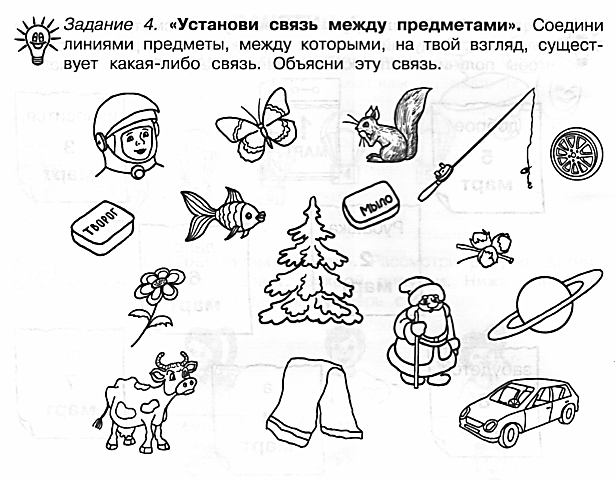 Задание 4. «Установи связь между предметами». Соедини
линиями предметы, между которыми, на твой взгляд, сущест-
вует какая-либо связь. Объясни эту связь.
ТВОРОГ
МЫЛО